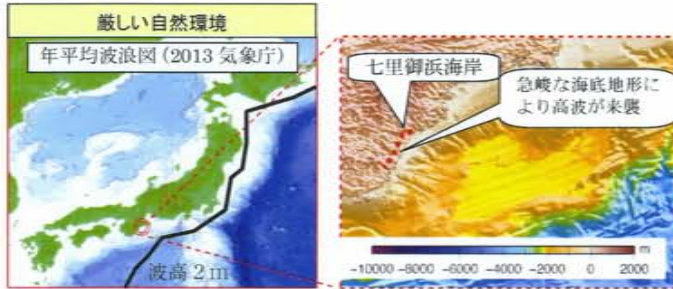 厳しい自然環境
年平均波浪図(2013 気象庁)
波高 2m
七里御浜海岸
急峻な海底地形に
より高波が来襲
m
-10000 -8000 -6000 -4000 -2000 0 2000